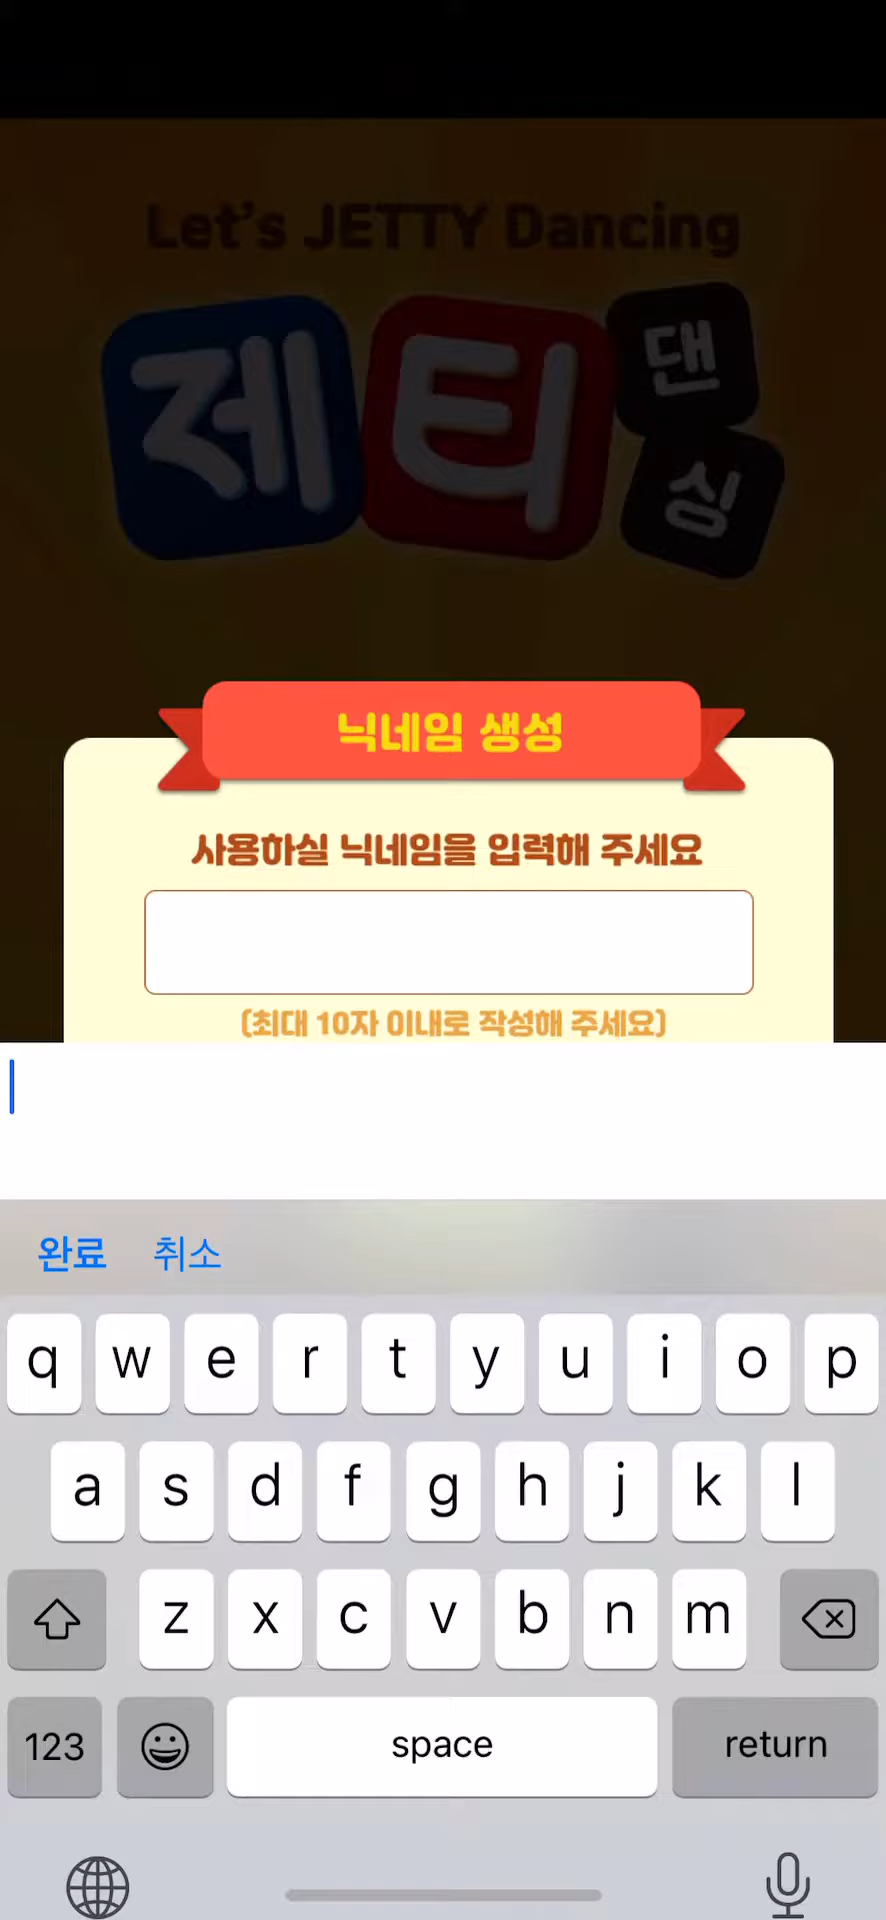 Let's JETTY Dancing
제티
댄
싱
닉네임 생성
사용하실 닉네임을 입력해 주세요
(최대 10자 이내로 작성해 주세요)
완료 취소
q w e r t y u i o p
a s d f g h j k l
z x c v b n m
123 space return